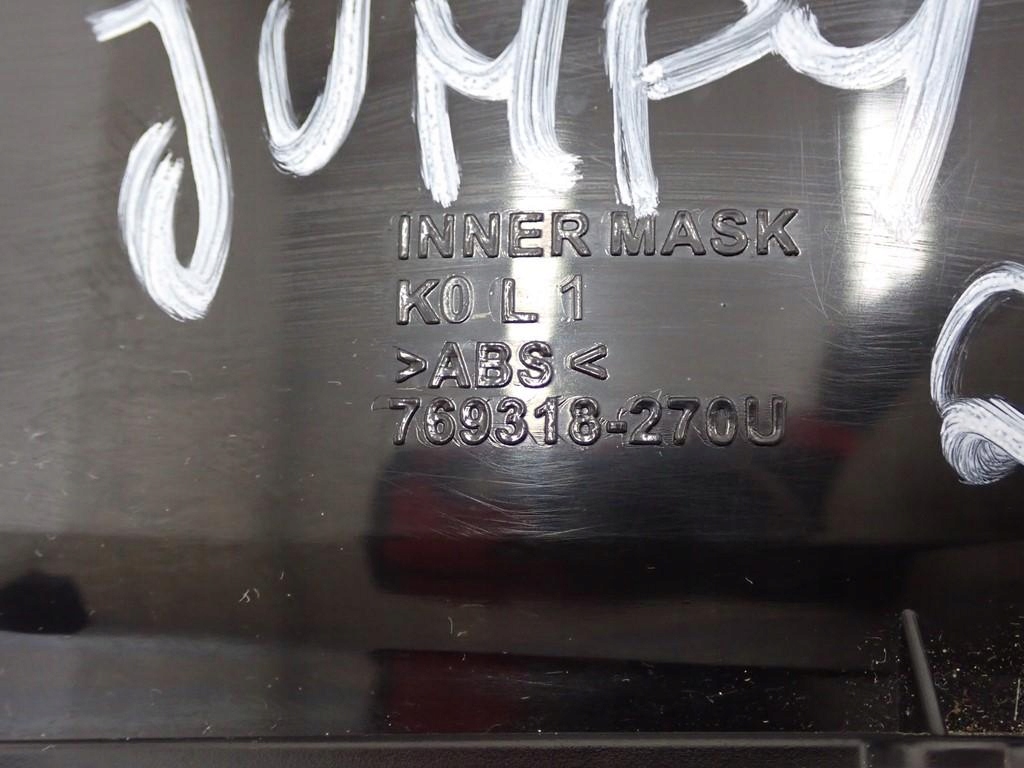 JUMPY
INNER MASK
K0 L 1
>ABS<
769318-270U